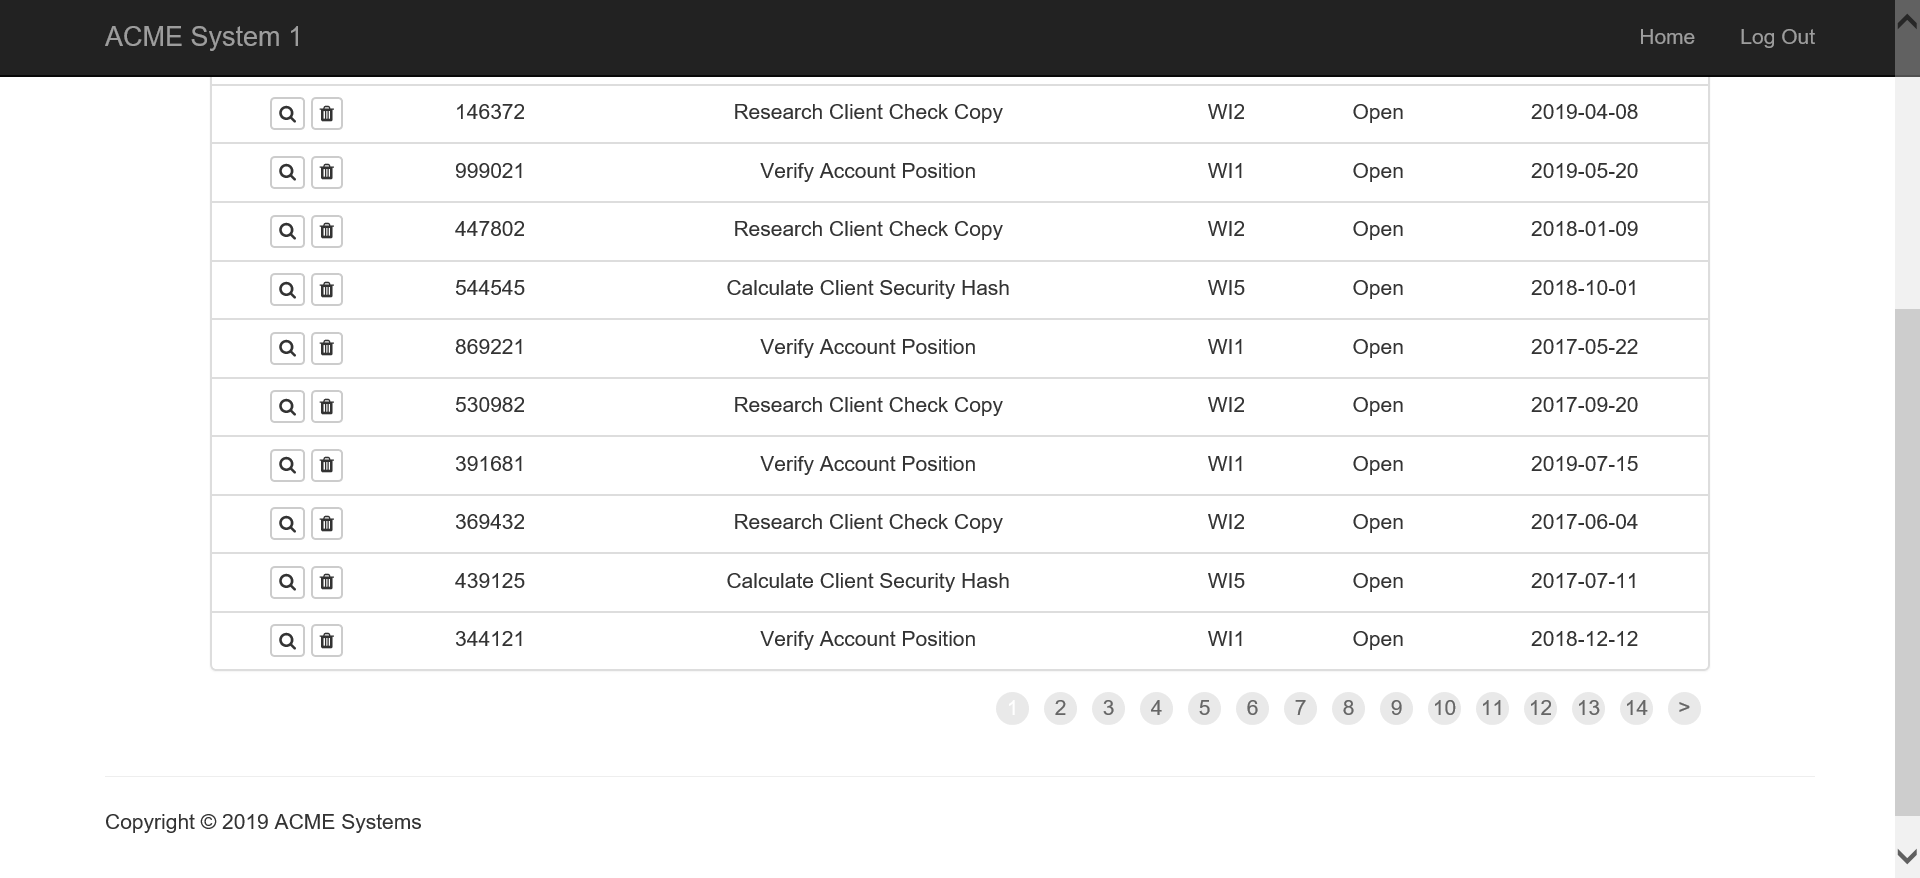 ACME System 1 Home Log Out
146372 Research Client Check Copy WI2 Open 2019-04-08
999021 Verify Account Position WI1 Open 2019-05-20
447802 Research Client Check Copy WI2 Open 2018-01-09
544545 Calculate Client Security Hash WI5 Open 2018-10-01
869221 Verify Account Position WI1 Open 2017-05-22
530982 Research Client Check Copy WI2 Open 2017-09-20
391681 Verify Account Position WI1 Open 2019-07-15
369432 Research Client Check Copy WI2 Open 2017-06-04
439125 Calculate Client Security Hash WI5 Open 2017-07-11
344121 Verify Account Position WI1 Open 2018-12-12
1 2 3 4 5 6 7 8 9 10 11 12 13 14 >
Copyright © 2019 ACME Systems